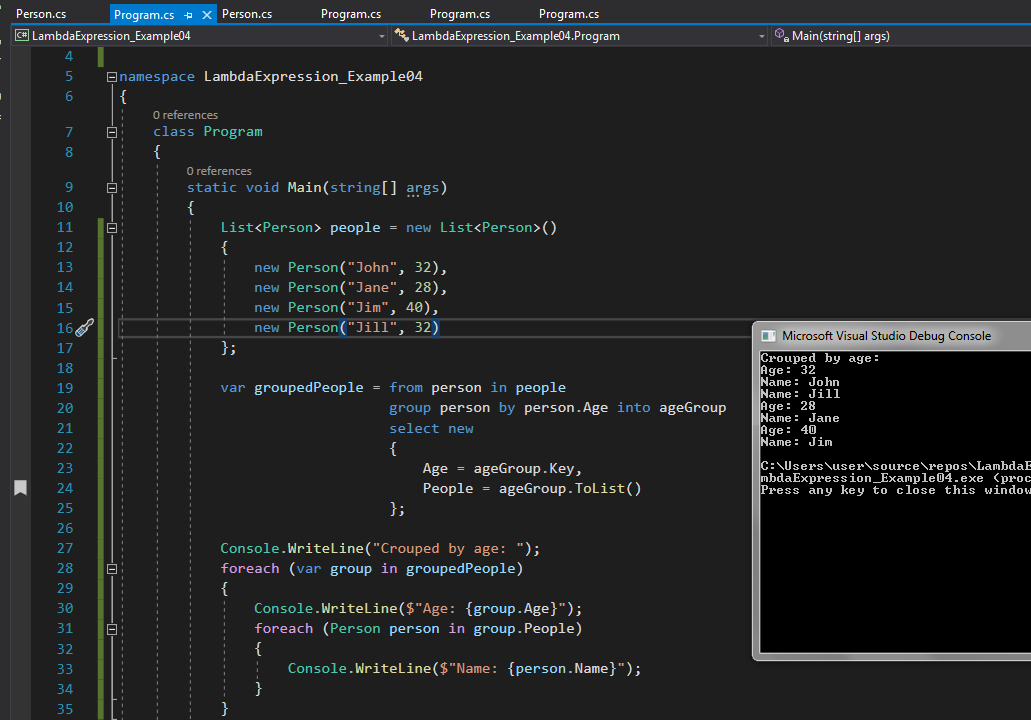 Person.cs Program.cs Person.cs Program.cs Program.cs Program.cs
LambdaExpression_Example04 LambdaExpression_Example04.Program Main(string[] args)
4
5 namespace LambdaExpression_Example04
6 {
0 references
7 class Program
8 {
0 references
9 static void Main(string[] args)
10 {
11 List<Person> people = new List<Person>()
12 {
13 new Person("John", 32),
14 new Person("Jane", 28),
15 new Person("Jim", 40),
16 new Person("Jill", 32)
17 };
18
19 var groupedPeople = from person in people
20 group person by person.Age into ageGroup
21 select new
22 {
23 Age = ageGroup.Key,
24 People = ageGroup.ToList()
25 };
26
27 Console.WriteLine("Crouped by age: ");
28 foreach (var group in groupedPeople)
29 {
30 Console.WriteLine($"Age: {group.Age}");
31 foreach (Person person in group.People)
32 {
33 Console.WriteLine($"Name: {person.Name}");
34 }
35 }
Microsoft Visual Studio Debug Console
Crouped by age:
Age: 32
Name: John
Name: Jill
Age: 28
Name: Jane
Age: 40
Name: Jim
C:\Users\user\source\repos\LambdaE
mbdaExpression_Example04.exe (proc
Press any key to close this window